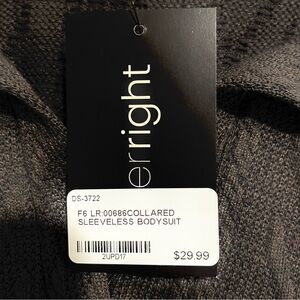 erright
DS-3722
F6 LR:00686COLLARED
SLEEVELESS BODYSUIT
2UPD17
$29.99